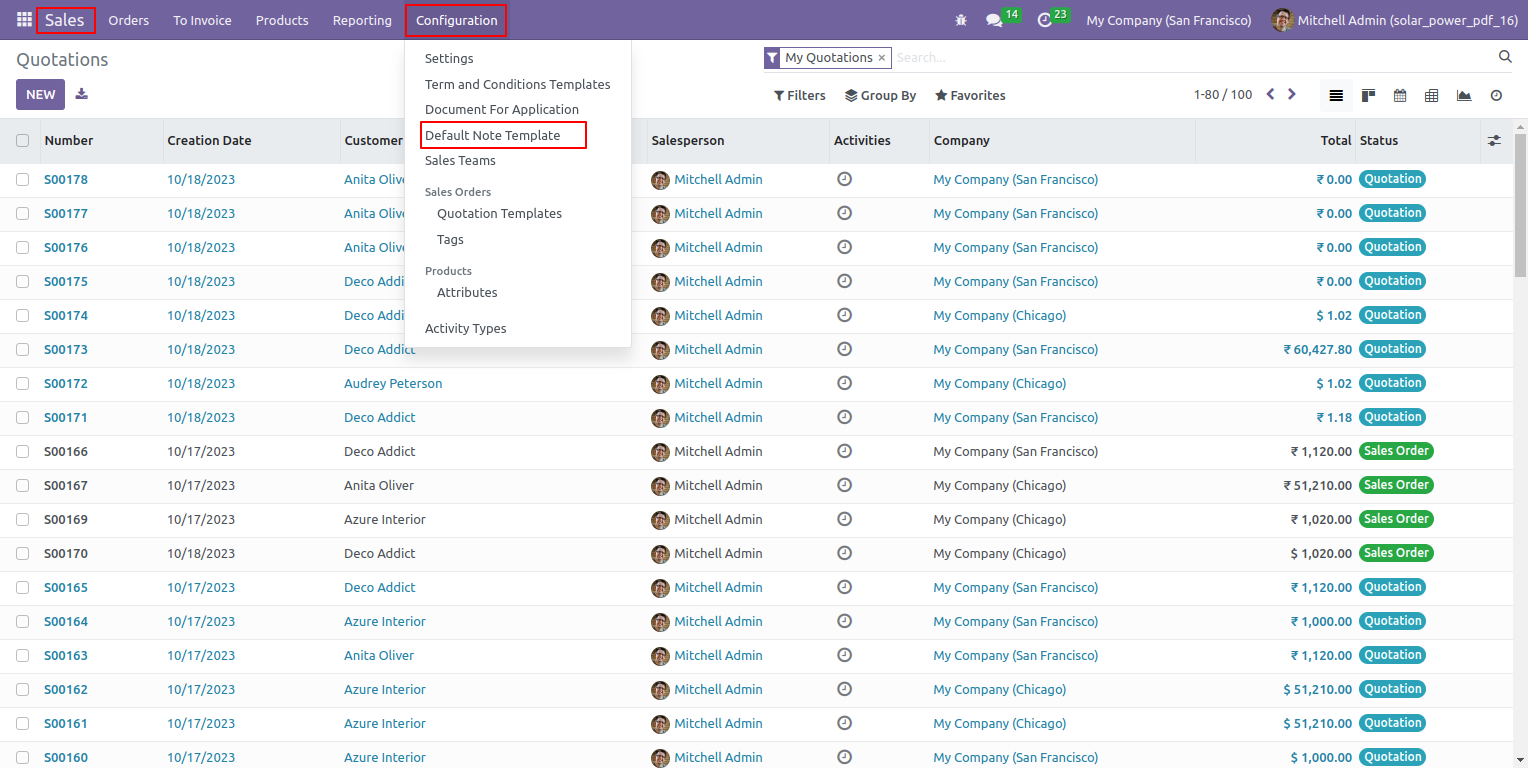 Sales Orders To Invoice Products Reporting Configuration 14 23 My Company (San Francisco) Mitchell Admin (solar_power_pdf_16)
Quotations My Quotations × Search...
NEW Filters Group By Favorites 1-80 / 100
Settings
Term and Conditions Templates
Document For Application
Default Note Template
Sales Teams
Sales Orders
Quotation Templates
Tags
Products
Attributes
Activity Types
Number Creation Date Customer Salesperson Activities Company Total Status
S00178 10/18/2023 Anita Olive Mitchell Admin My Company (San Francisco) ₹ 0.00 Quotation
S00177 10/18/2023 Anita Olive Mitchell Admin My Company (San Francisco) ₹ 0.00 Quotation
S00176 10/18/2023 Anita Olive Mitchell Admin My Company (San Francisco) ₹ 0.00 Quotation
S00175 10/18/2023 Deco Addi Mitchell Admin My Company (San Francisco) ₹ 0.00 Quotation
S00174 10/18/2023 Deco Addi Mitchell Admin My Company (Chicago) $ 1.02 Quotation
S00173 10/18/2023 Deco Addict Mitchell Admin My Company (San Francisco) ₹ 60,427.80 Quotation
S00172 10/18/2023 Audrey Peterson Mitchell Admin My Company (Chicago) $ 1.02 Quotation
S00171 10/18/2023 Deco Addict Mitchell Admin My Company (San Francisco) ₹ 1.18 Quotation
S00166 10/17/2023 Deco Addict Mitchell Admin My Company (San Francisco) ₹ 1,120.00 Sales Order
S00167 10/17/2023 Anita Oliver Mitchell Admin My Company (Chicago) ₹ 51,210.00 Sales Order
S00169 10/17/2023 Azure Interior Mitchell Admin My Company (Chicago) ₹ 1,020.00 Sales Order
S00170 10/18/2023 Deco Addict Mitchell Admin My Company (Chicago) $ 1,020.00 Sales Order
S00165 10/17/2023 Deco Addict Mitchell Admin My Company (San Francisco) ₹ 1,120.00 Quotation
S00164 10/17/2023 Azure Interior Mitchell Admin My Company (San Francisco) ₹ 1,000.00 Quotation
S00163 10/17/2023 Anita Oliver Mitchell Admin My Company (San Francisco) ₹ 1,120.00 Quotation
S00162 10/17/2023 Azure Interior Mitchell Admin My Company (Chicago) $ 51,210.00 Quotation
S00161 10/17/2023 Azure Interior Mitchell Admin My Company (Chicago) $ 51,210.00 Quotation
S00160 10/17/2023 Azure Interior Mitchell Admin My Company (San Francisco) $ 1,000.00 Quotation